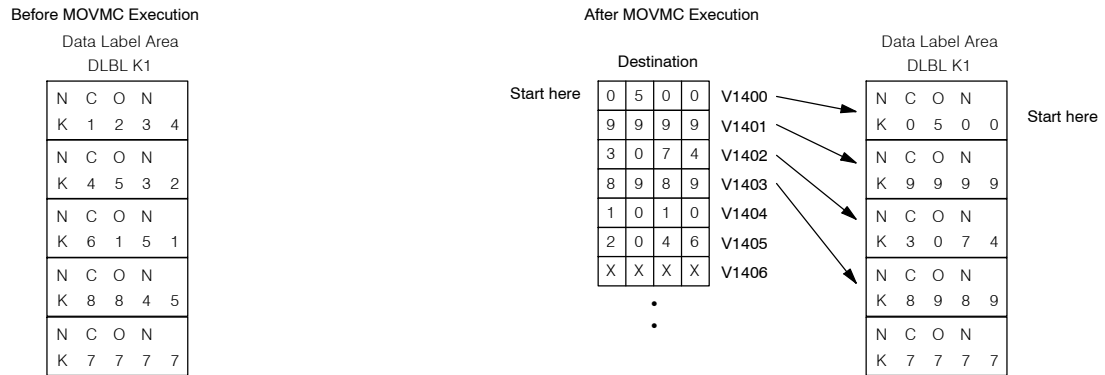 Before MOVMC Execution
Data Label Area
DLBL K1
N C O N
K 1 2 3 4
N C O N
K 4 5 3 2
N C O N
K 6 1 5 1
N C O N
K 8 8 4 5
N C O N
K 7 7 7 7
After MOVMC Execution
Destination
Start here
0 5 0 0 V1400
9 9 9 9 V1401
3 0 7 4 V1402
8 9 8 9 V1403
1 0 1 0 V1404
2 0 4 6 V1405
X X X X V1406
Data Label Area
DLBL K1
N C O N
K 0 5 0 0
Start here
N C O N
K 9 9 9 9
N C O N
K 3 0 7 4
N C O N
K 8 9 8 9
N C O N
K 7 7 7 7